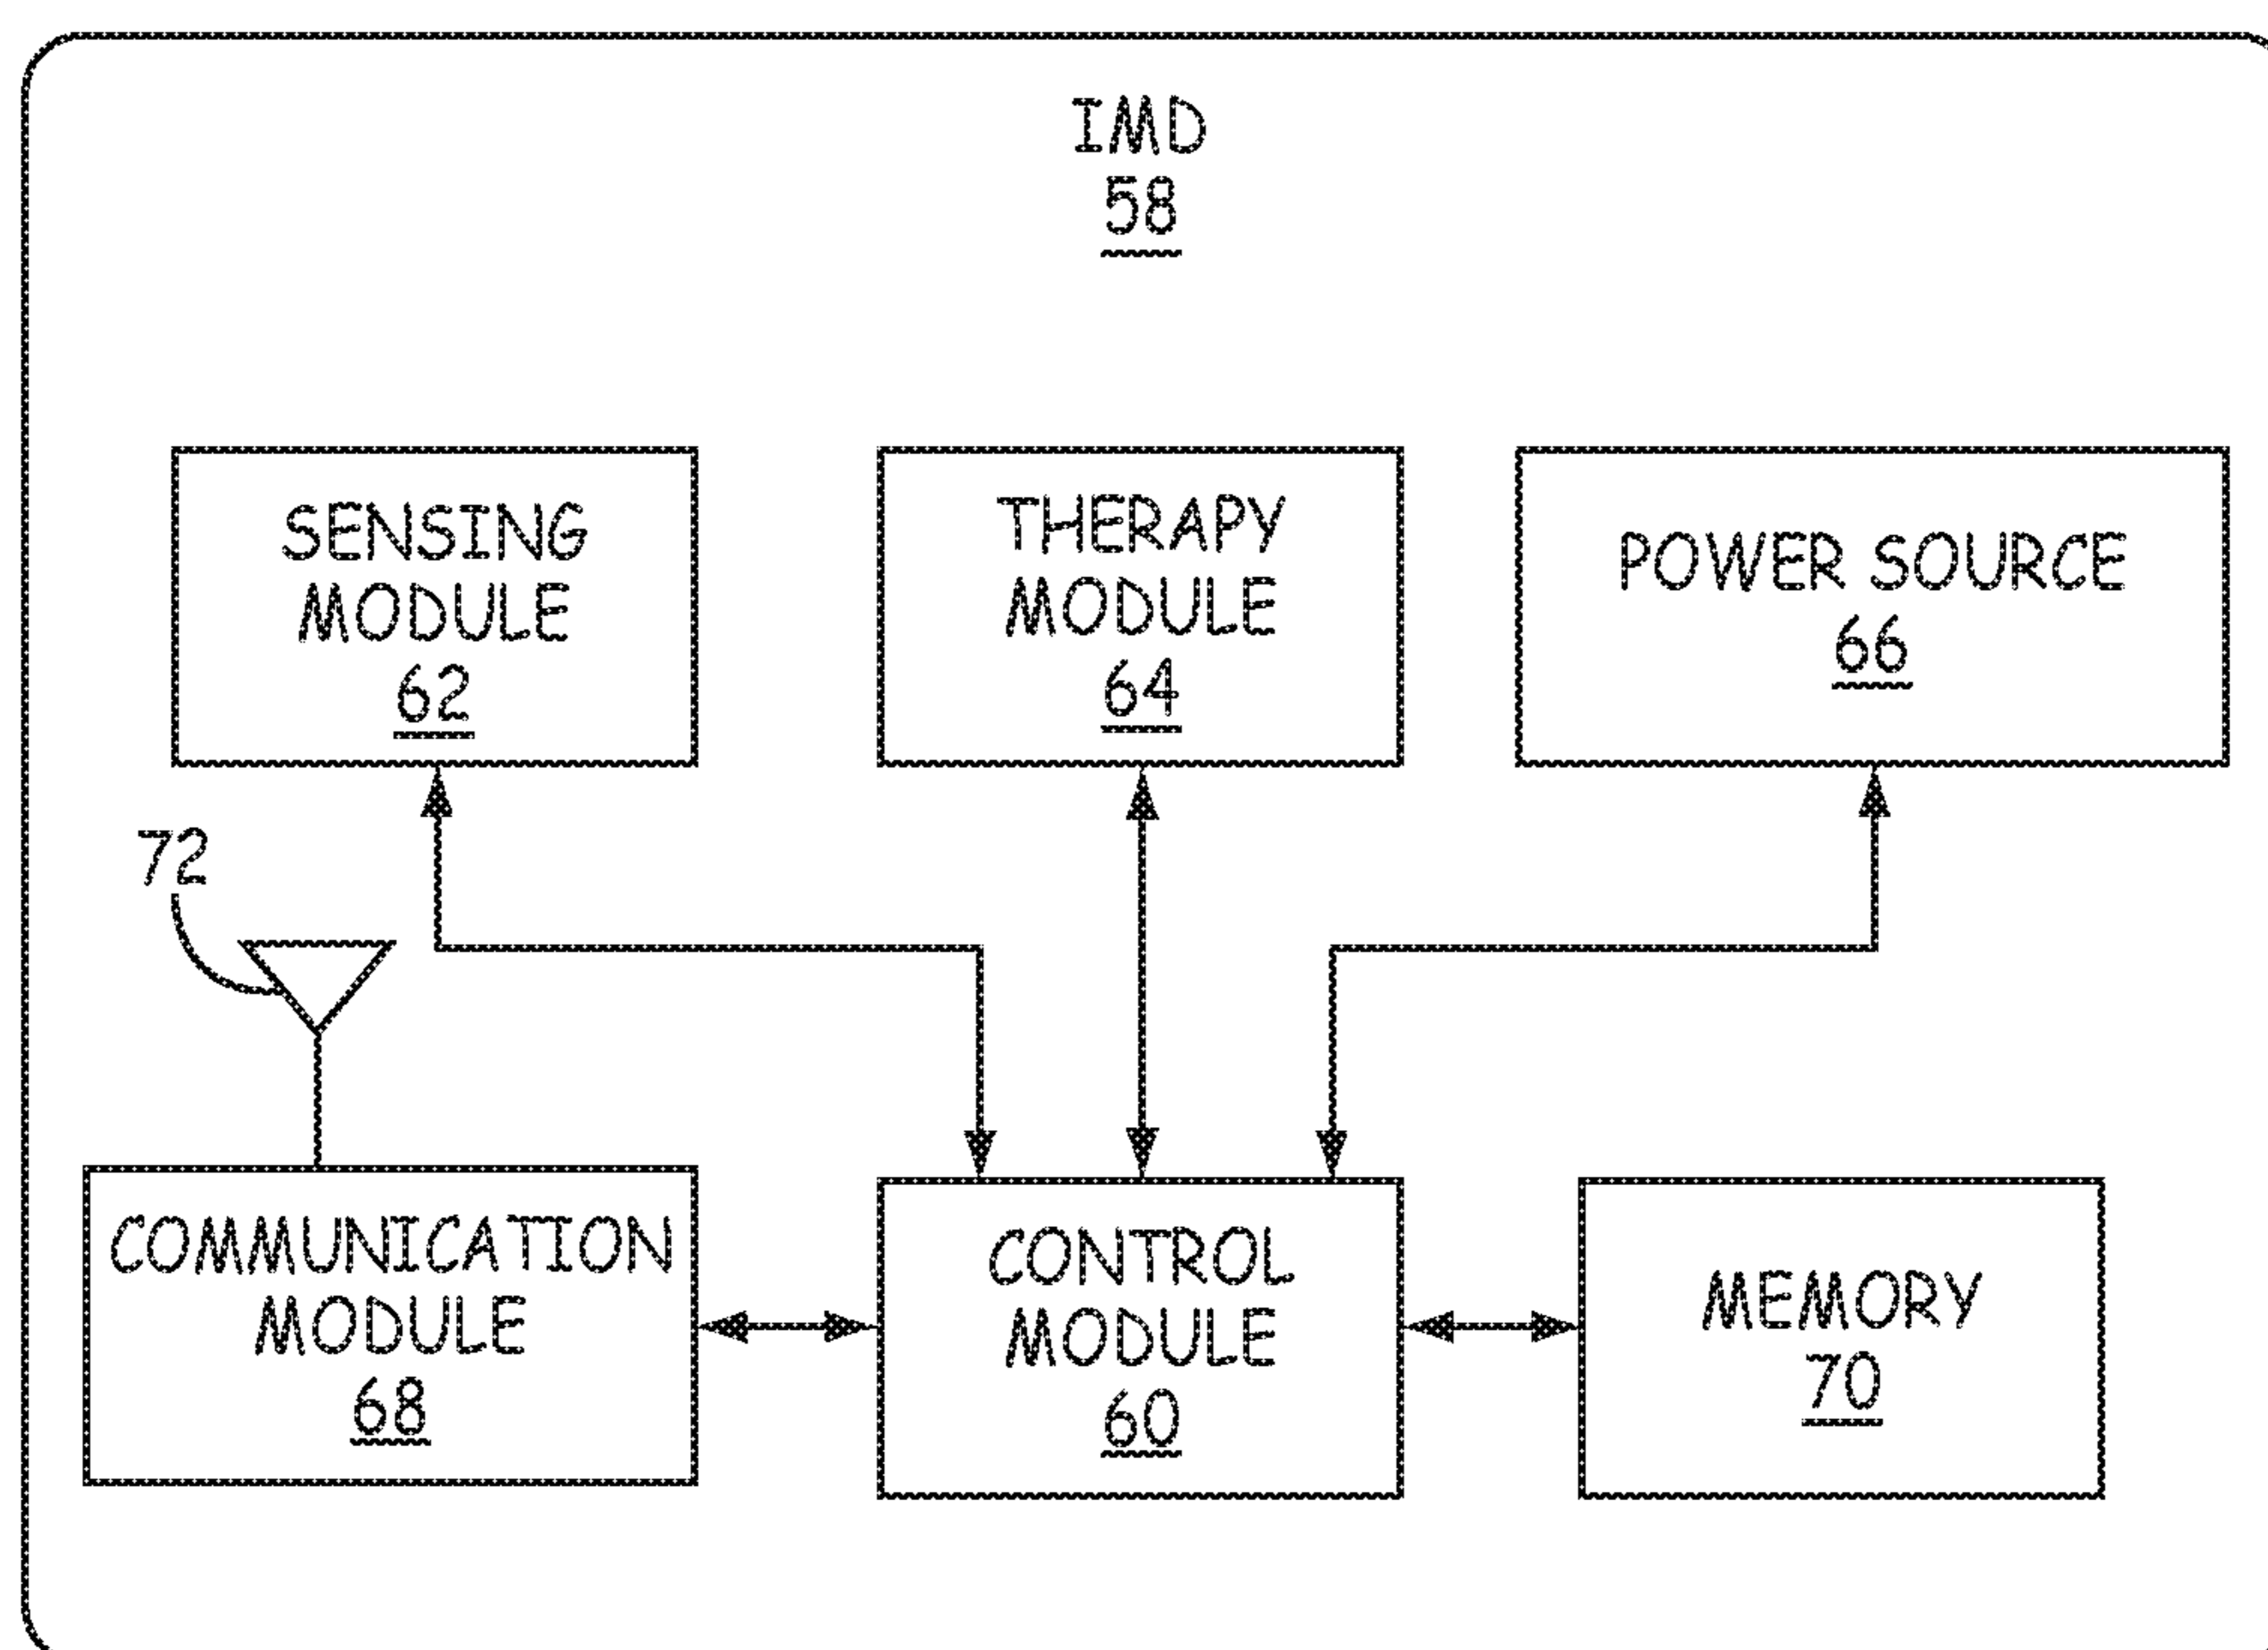 IMD
58
SENSING
MODULE
62
THERAPY
MODULE
64
POWER SOURCE
66
72
COMMUNICATION
MODULE
68
CONTROL
MODULE
60
MEMORY
70